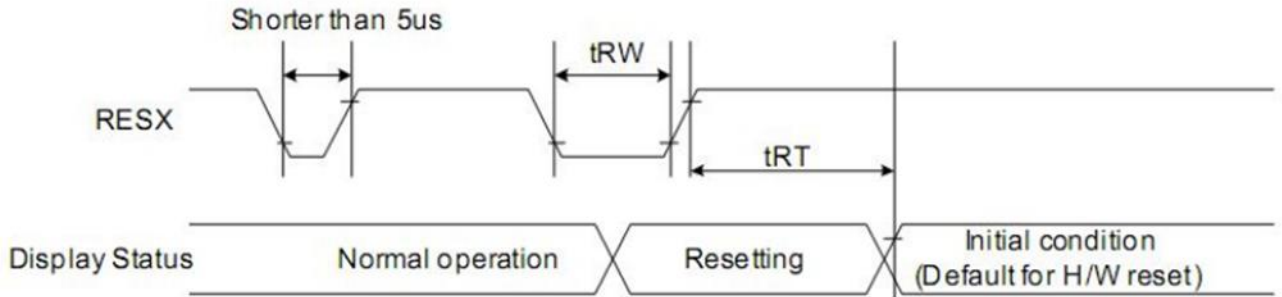 Shorter than 5us
tRW
RESX
tRT
Display Status
Normal operation
Resetting
Initial condition
(Default for H/W reset)